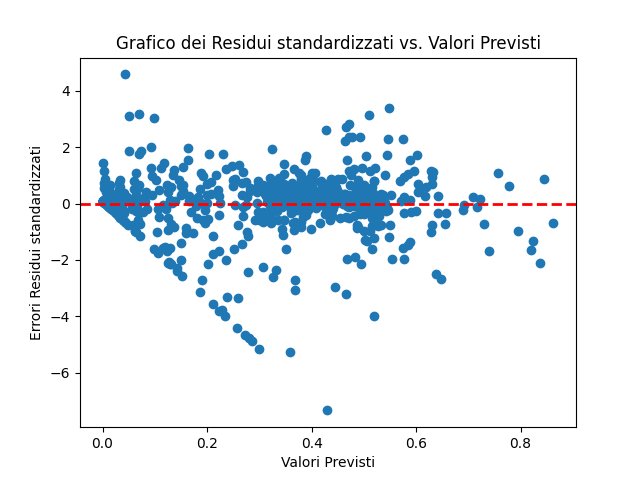 Grafico dei Residui standardizzati vs. Valori Previsti
Errori Residui standardizzati
4
2
0
−2
−4
−6
0.0 0.2 0.4 0.6 0.8
Valori Previsti